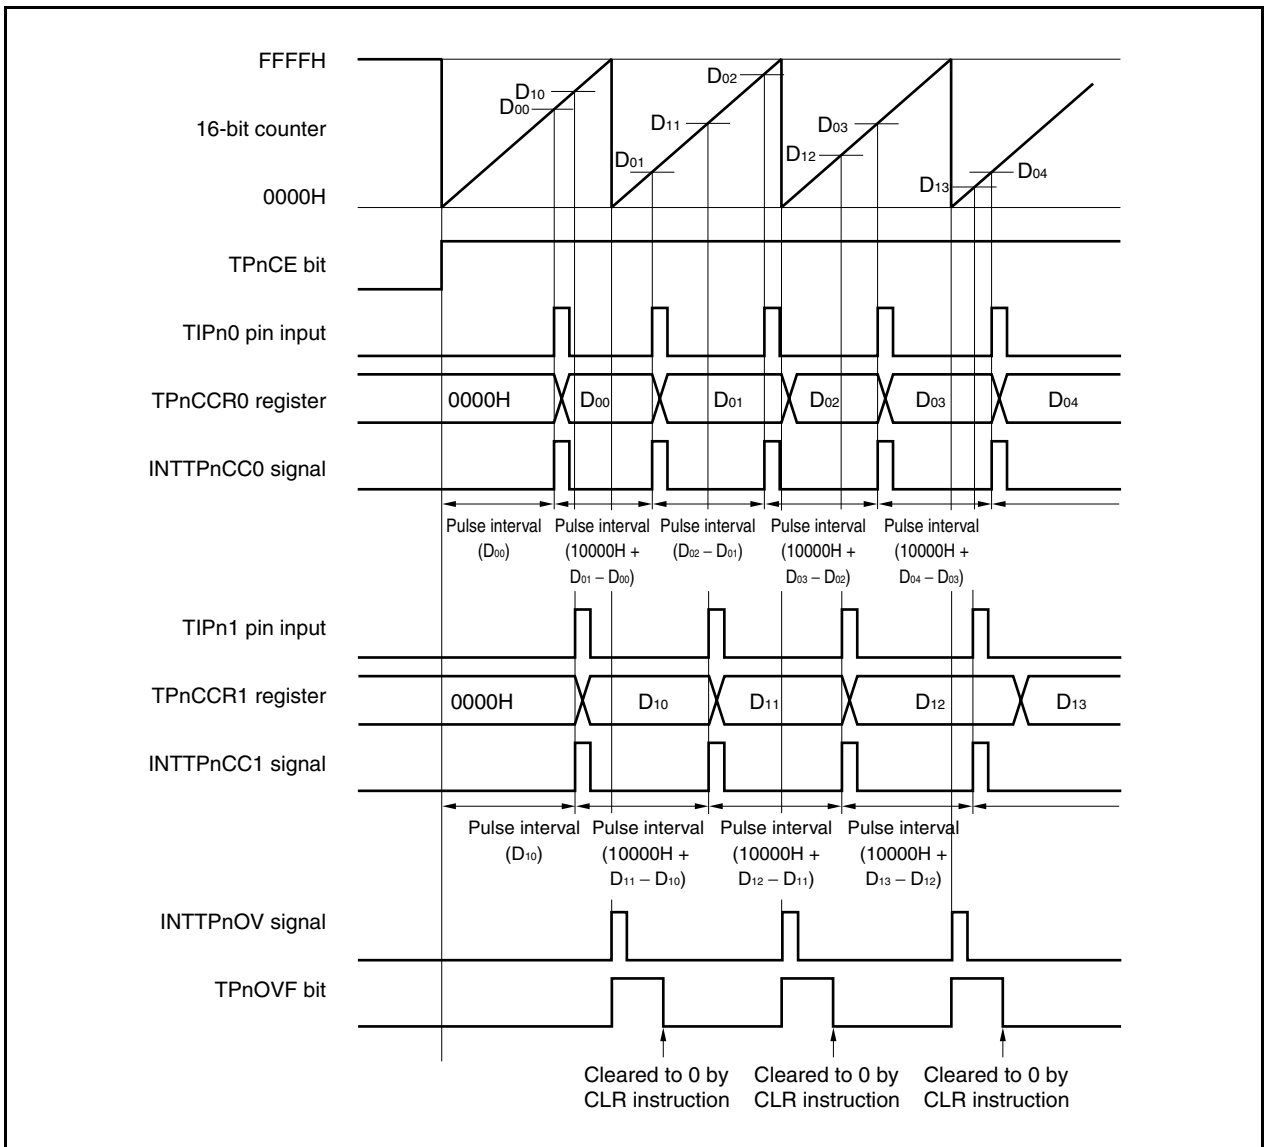 FFFFH
16-bit counter
0000H
D10
D00
D01
D11
D02
D12
D03
D13
D04
TPnCE bit
TIPn0 pin input
TPnCCR0 register
0000H
D00
D01
D02
D03
D04
INTTPnCC0 signal
Pulse interval
(D00)
Pulse interval
(10000H +
D01 – D00)
Pulse interval
(D02 – D01)
Pulse interval
(10000H +
D03 – D02)
Pulse interval
(10000H +
D04 – D03)
TIPn1 pin input
TPnCCR1 register
0000H
D10
D11
D12
D13
INTTPnCC1 signal
Pulse interval
(D10)
Pulse interval
(10000H +
D11 – D10)
Pulse interval
(10000H +
D12 – D11)
Pulse interval
(10000H +
D13 – D12)
INTTPnOV signal
TPnOVF bit
Cleared to 0 by
CLR instruction
Cleared to 0 by
CLR instruction
Cleared to 0 by
CLR instruction